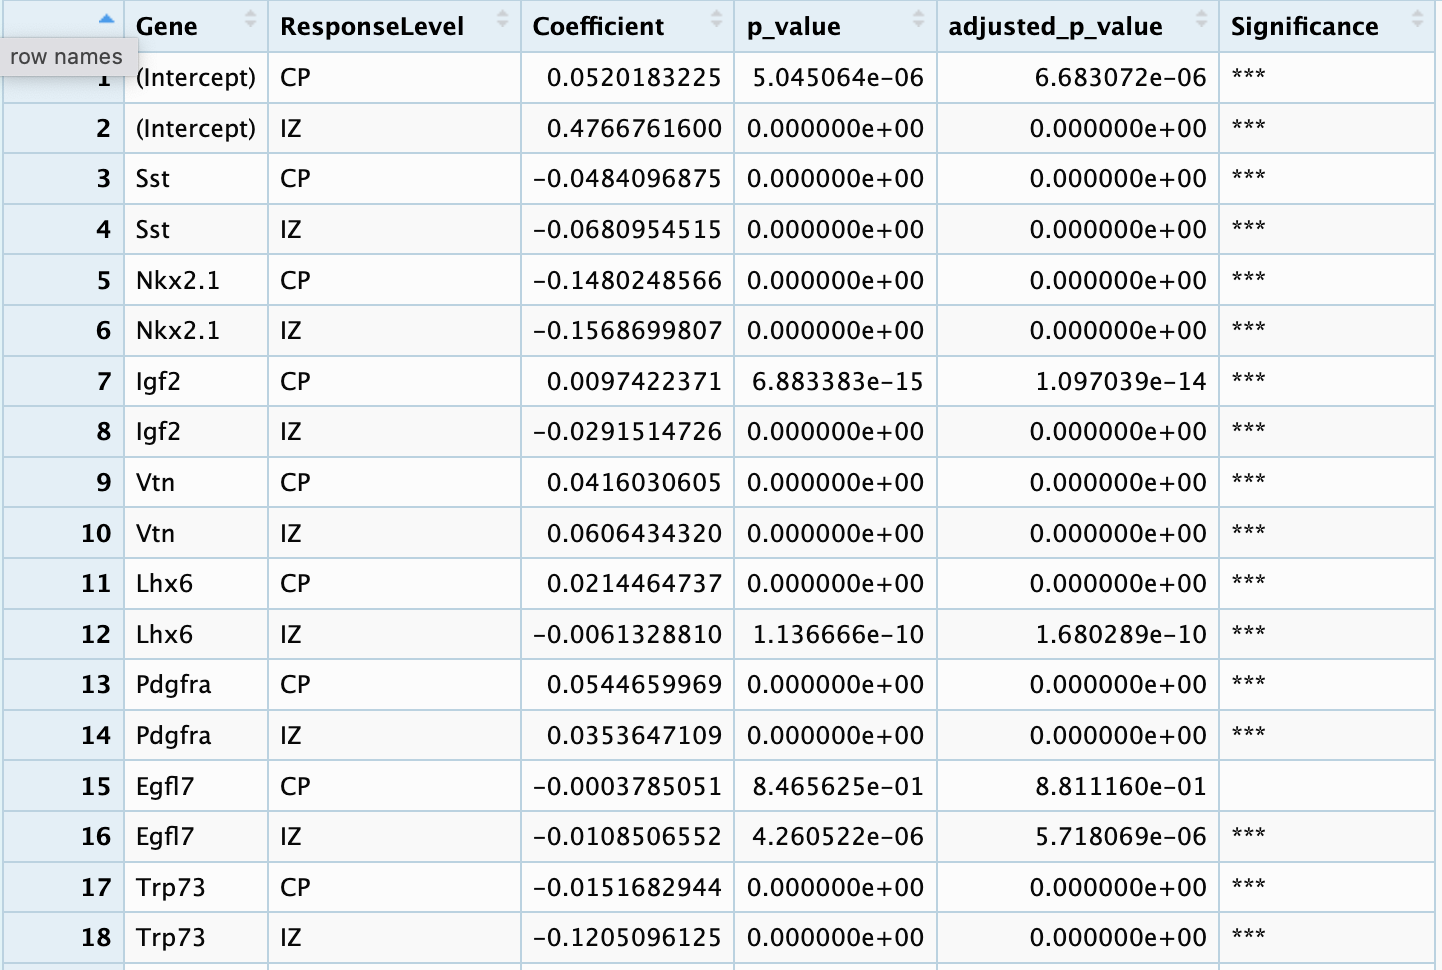 Gene ResponseLevel Coefficient p_value adjusted_p_value Significance
row names
1 (Intercept) CP 0.0520183225 5.045064e-06 6.683072e-06 ***
2 (Intercept) IZ 0.4766761600 0.000000e+00 0.000000e+00 ***
3 Sst CP -0.0484096875 0.000000e+00 0.000000e+00 ***
4 Sst IZ -0.0680954515 0.000000e+00 0.000000e+00 ***
5 Nkx2.1 CP -0.1480248566 0.000000e+00 0.000000e+00 ***
6 Nkx2.1 IZ -0.1568699807 0.000000e+00 0.000000e+00 ***
7 Igf2 CP 0.0097422371 6.883383e-15 1.097039e-14 ***
8 Igf2 IZ -0.0291514726 0.000000e+00 0.000000e+00 ***
9 Vtn CP 0.0416030605 0.000000e+00 0.000000e+00 ***
10 Vtn IZ 0.0606434320 0.000000e+00 0.000000e+00 ***
11 Lhx6 CP 0.0214464737 0.000000e+00 0.000000e+00 ***
12 Lhx6 IZ -0.0061328810 1.136666e-10 1.680289e-10 ***
13 Pdgfra CP 0.0544659969 0.000000e+00 0.000000e+00 ***
14 Pdgfra IZ 0.0353647109 0.000000e+00 0.000000e+00 ***
15 Egfl7 CP -0.0003785051 8.465625e-01 8.811160e-01
16 Egfl7 IZ -0.0108506552 4.260522e-06 5.718069e-06 ***
17 Trp73 CP -0.0151682944 0.000000e+00 0.000000e+00 ***
18 Trp73 IZ -0.1205096125 0.000000e+00 0.000000e+00 ***